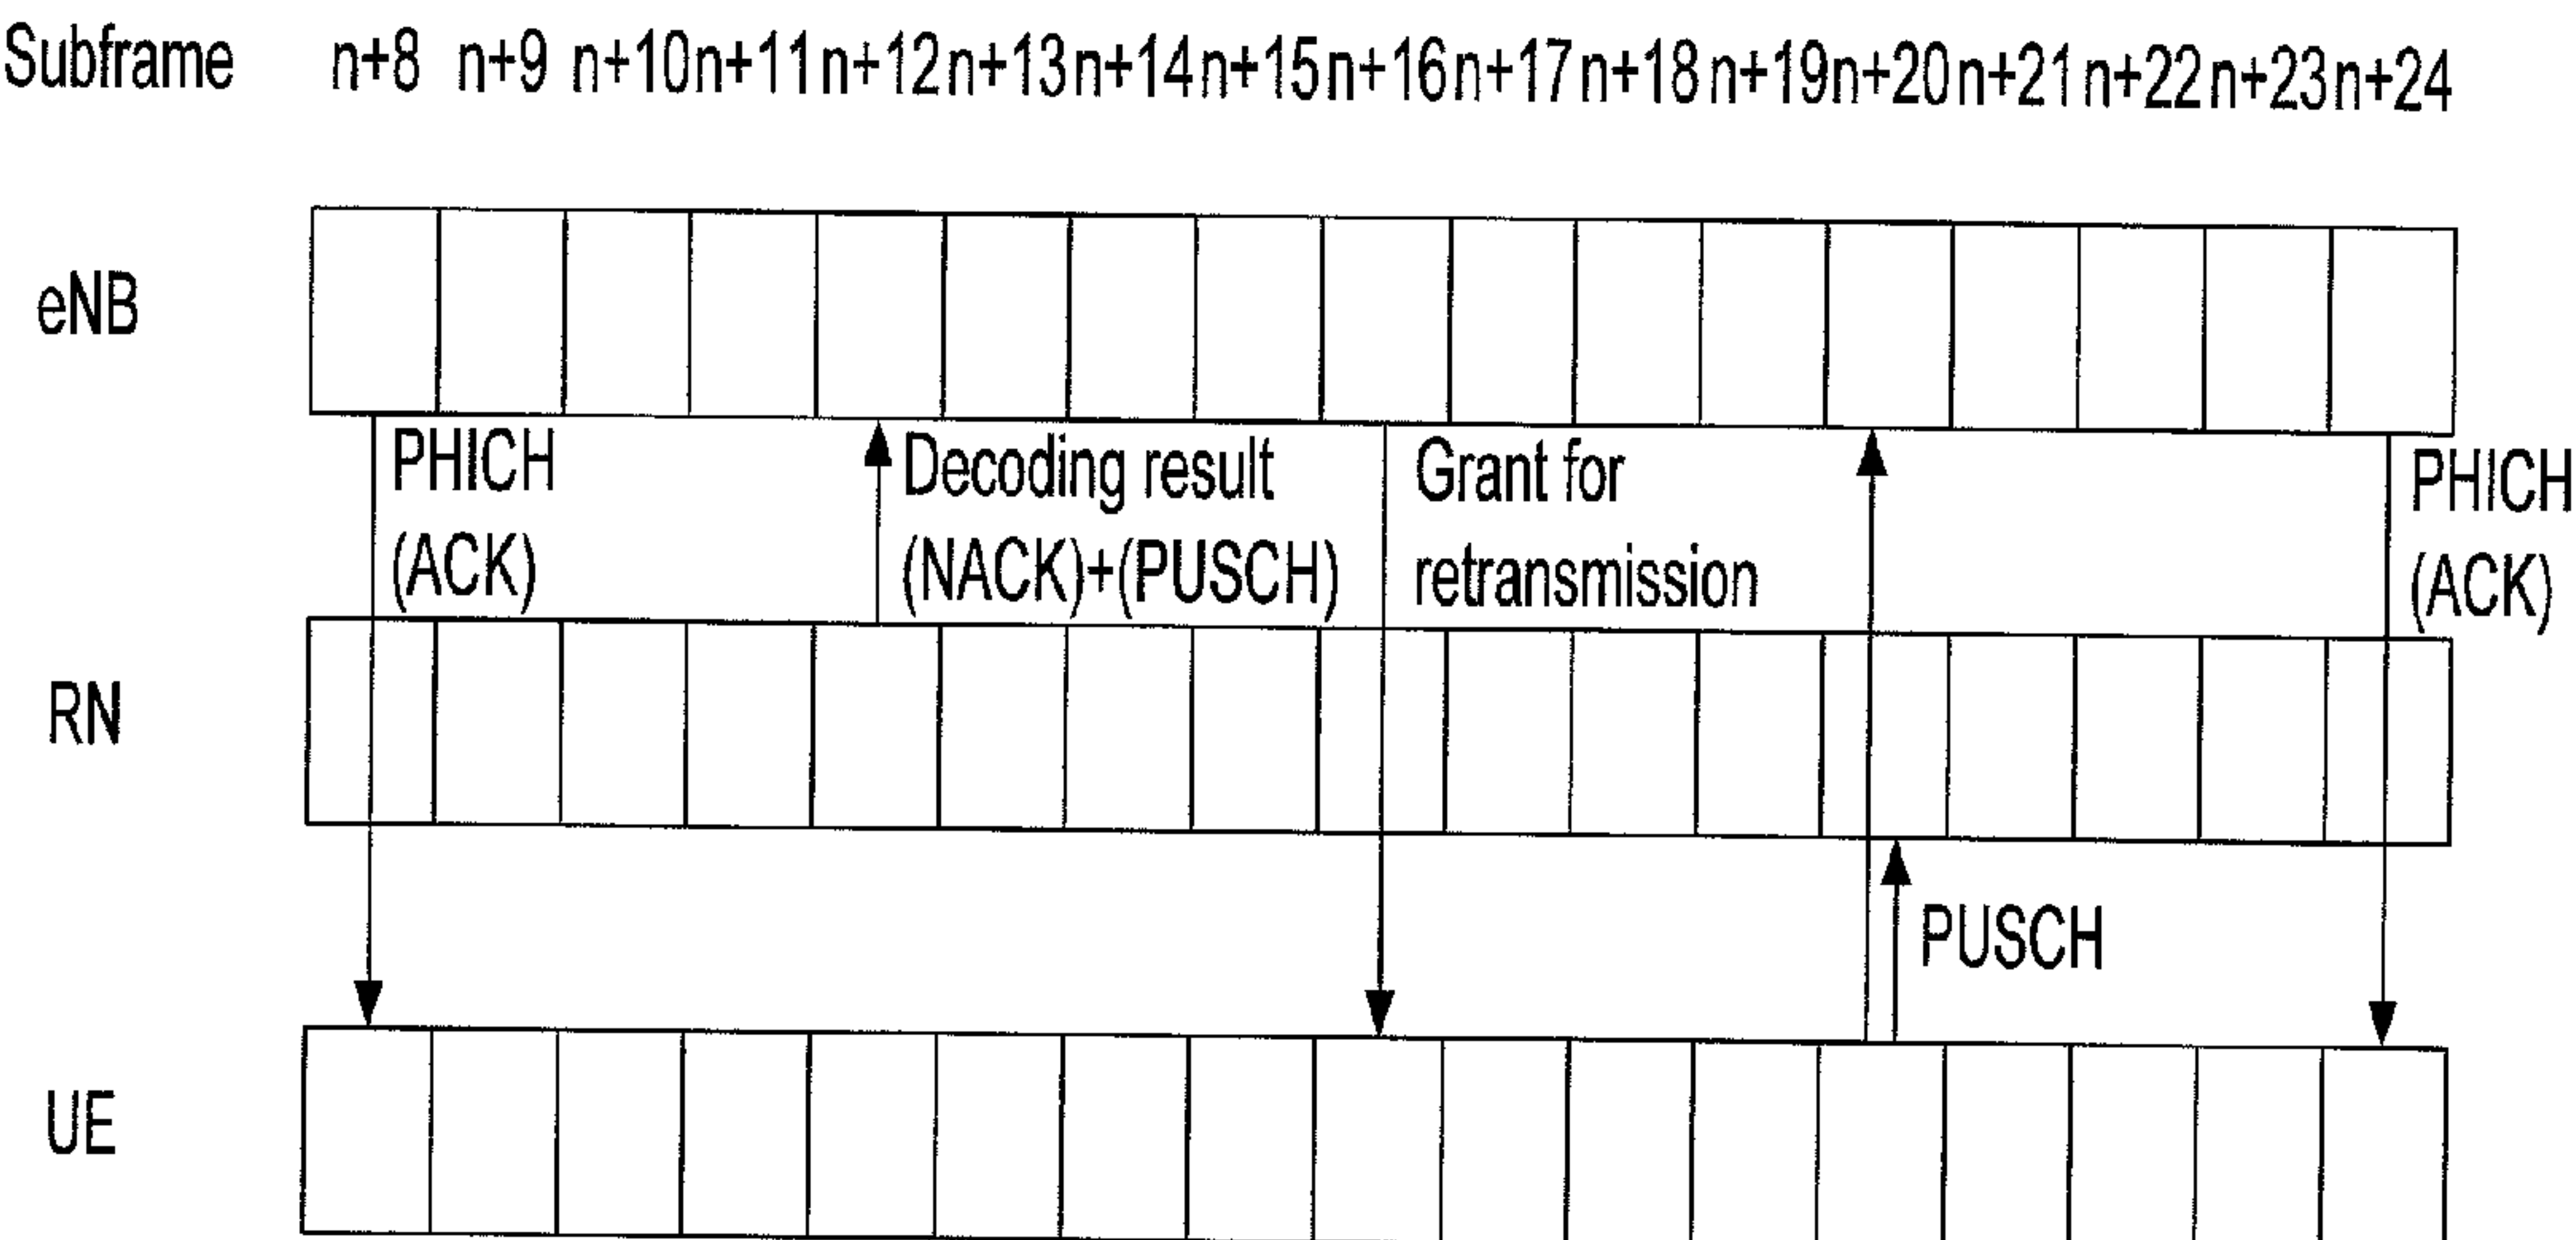 Subframe n+8 n+9 n+10 n+11 n+12 n+13 n+14 n+15 n+16 n+17 n+18 n+19 n+20 n+21 n+22 n+23 n+24
eNB
PHICH
(ACK)
Decoding result
(NACK)+(PUSCH)
Grant for
retransmission
PHICH
(ACK)
RN
PUSCH
UE